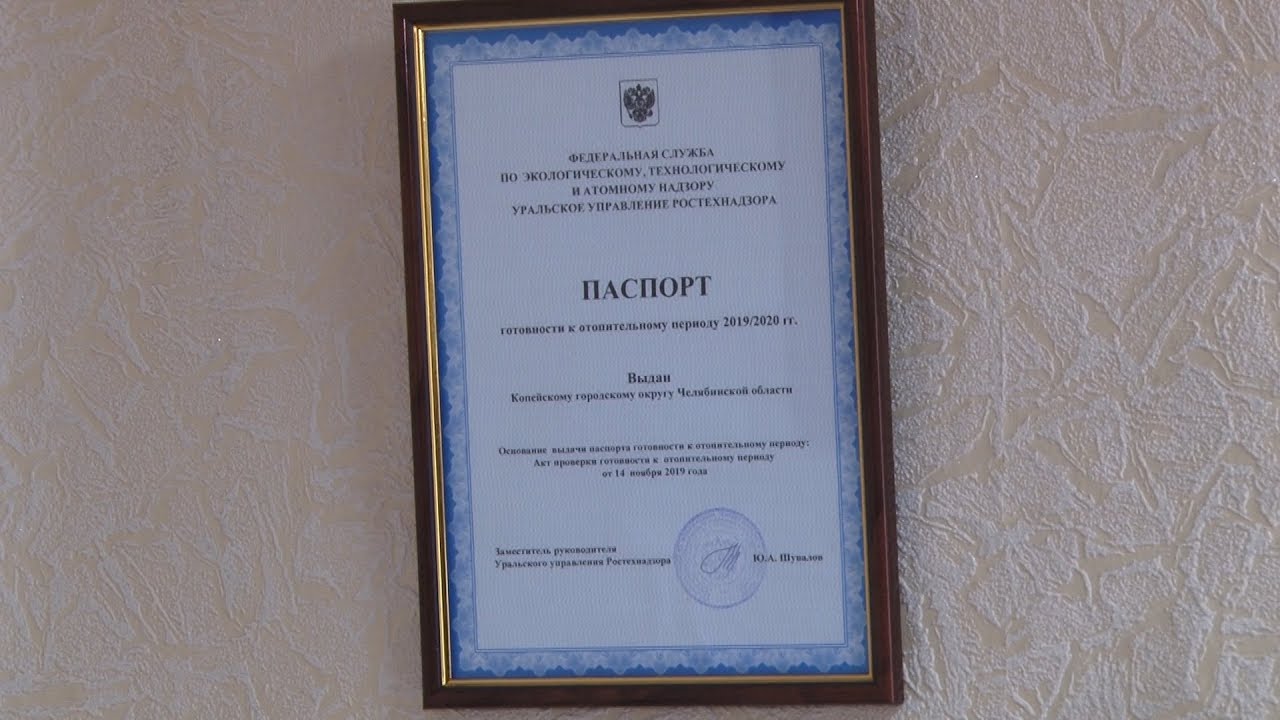 ФЕДЕРАЛЬНАЯ СЛУЖБА
ПО ЭКОЛОГИЧЕСКОМУ, ТЕХНОЛОГИЧЕСКОМУ
И АТОМНОМУ НАДЗОРУ
УРАЛЬСКОЕ УПРАВЛЕНИЕ РОСТЕХНАДЗОРА
ПАСПОРТ
готовности к отопительному периоду 2019/2020 гг.
Выдан
Копейскому городскому округу Челябинской области
Основание выдачи паспорта готовности к отопительному периоду:
Акт проверки готовности к отопительному периоду
от 14 ноября 2019 года
Заместитель руководителя
Уральского управления Ростехнадзора
Ю.А. Шувалов